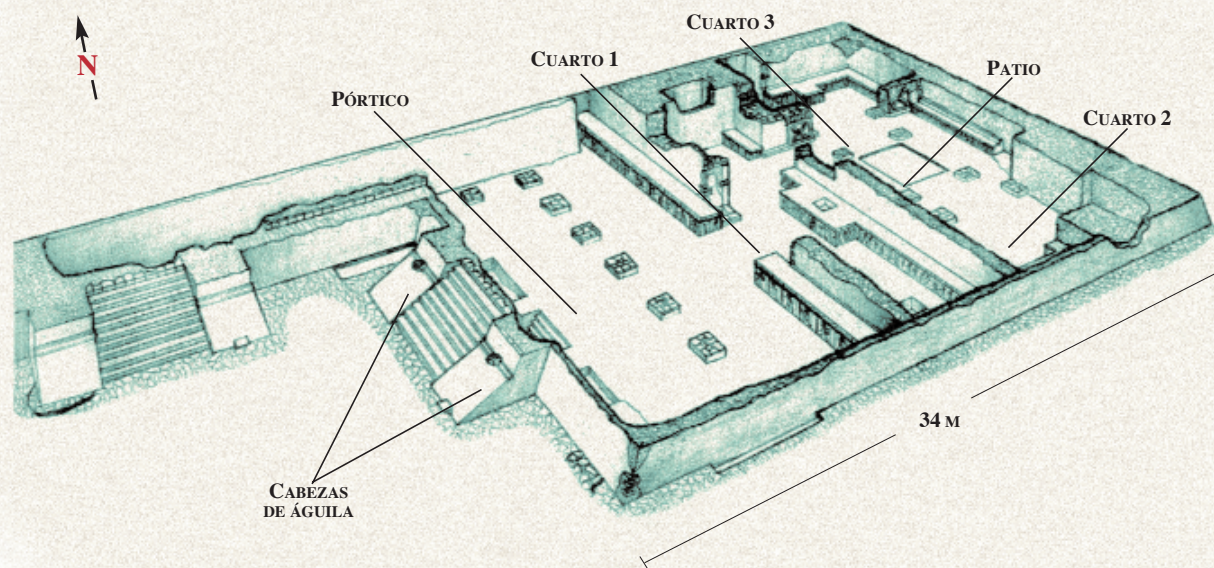 N
CUARTO 3
CUARTO 1
PATIO
PÓRTICO
CUARTO 2
34 M
CABEZAS
DE ÁGUILA